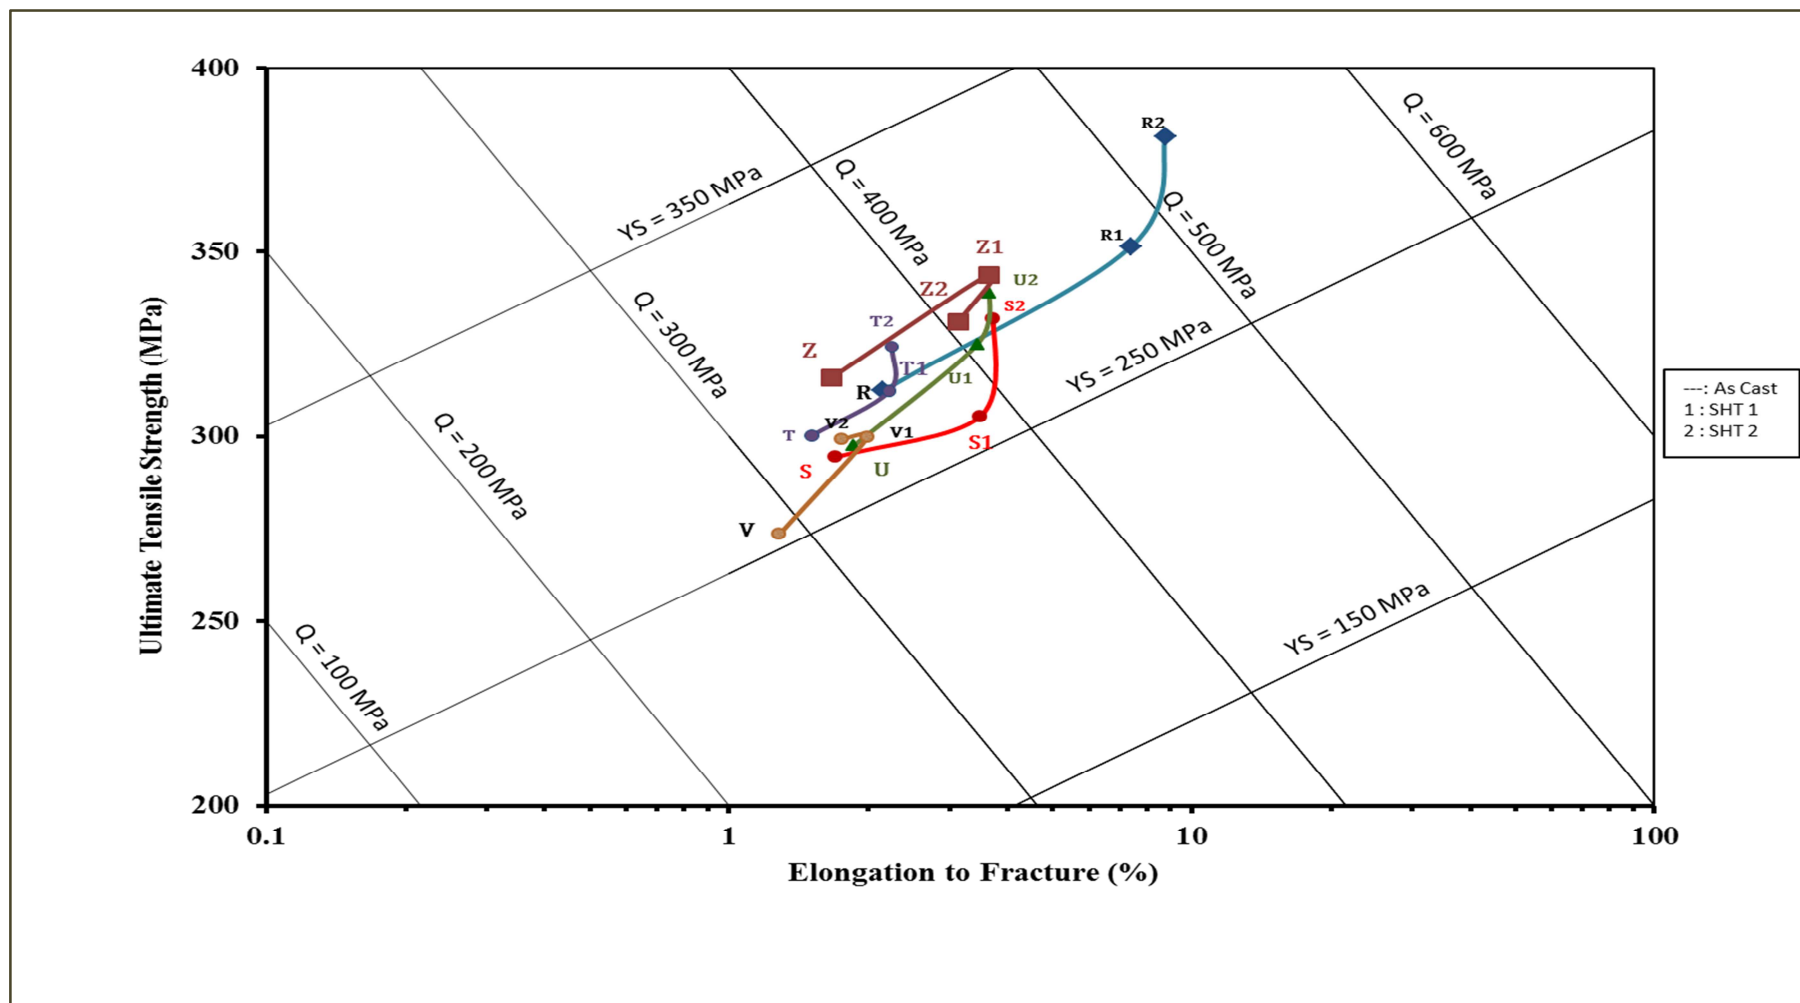 400
350
300
250
200
0.1
1
10
100
Ultimate Tensile Strength (MPa)
Elongation to Fracture (%)
Q = 100 MPa
Q = 200 MPa
Q = 300 MPa
Q = 400 MPa
Q = 500 MPa
Q = 600 MPa
YS = 350 MPa
YS = 250 MPa
YS = 150 MPa
R2
R1
Z1
U2
Z2
S2
T2
Z
T1
U1
R
V2
V1
T
S1
S
U
V
---: As Cast
1 : SHT 1
2 : SHT 2